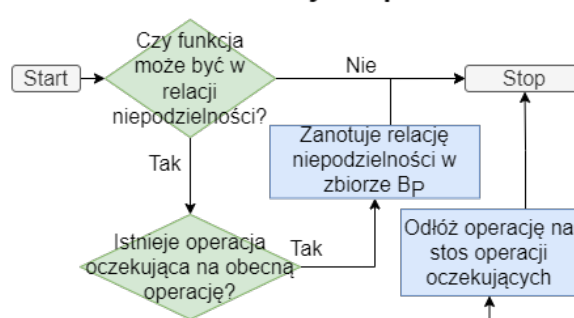 Czy funkcja
może być w
relacji
niepodzielności?
Start
Nie
Stop
Zanotuje relację
niepodzielności w
zbiorze BP
Tak
Istnieje operacja
oczekująca na obecną
operację?
Tak
Odłóż operację na
stos operacji
oczekujących